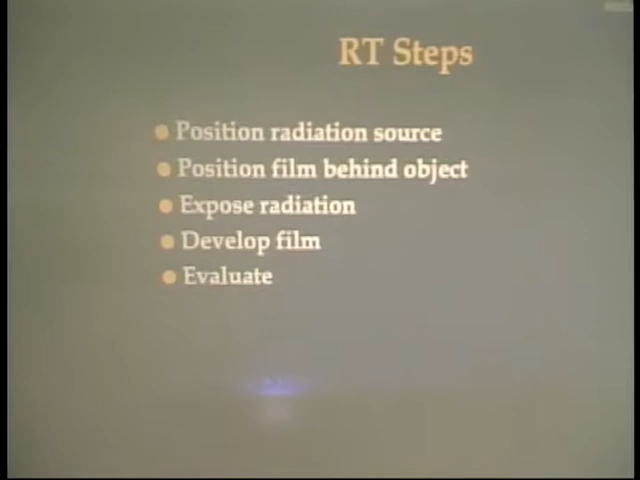 RT Steps
Position radiation source
Position film behind object
Expose radiation
Develop film
Evaluate